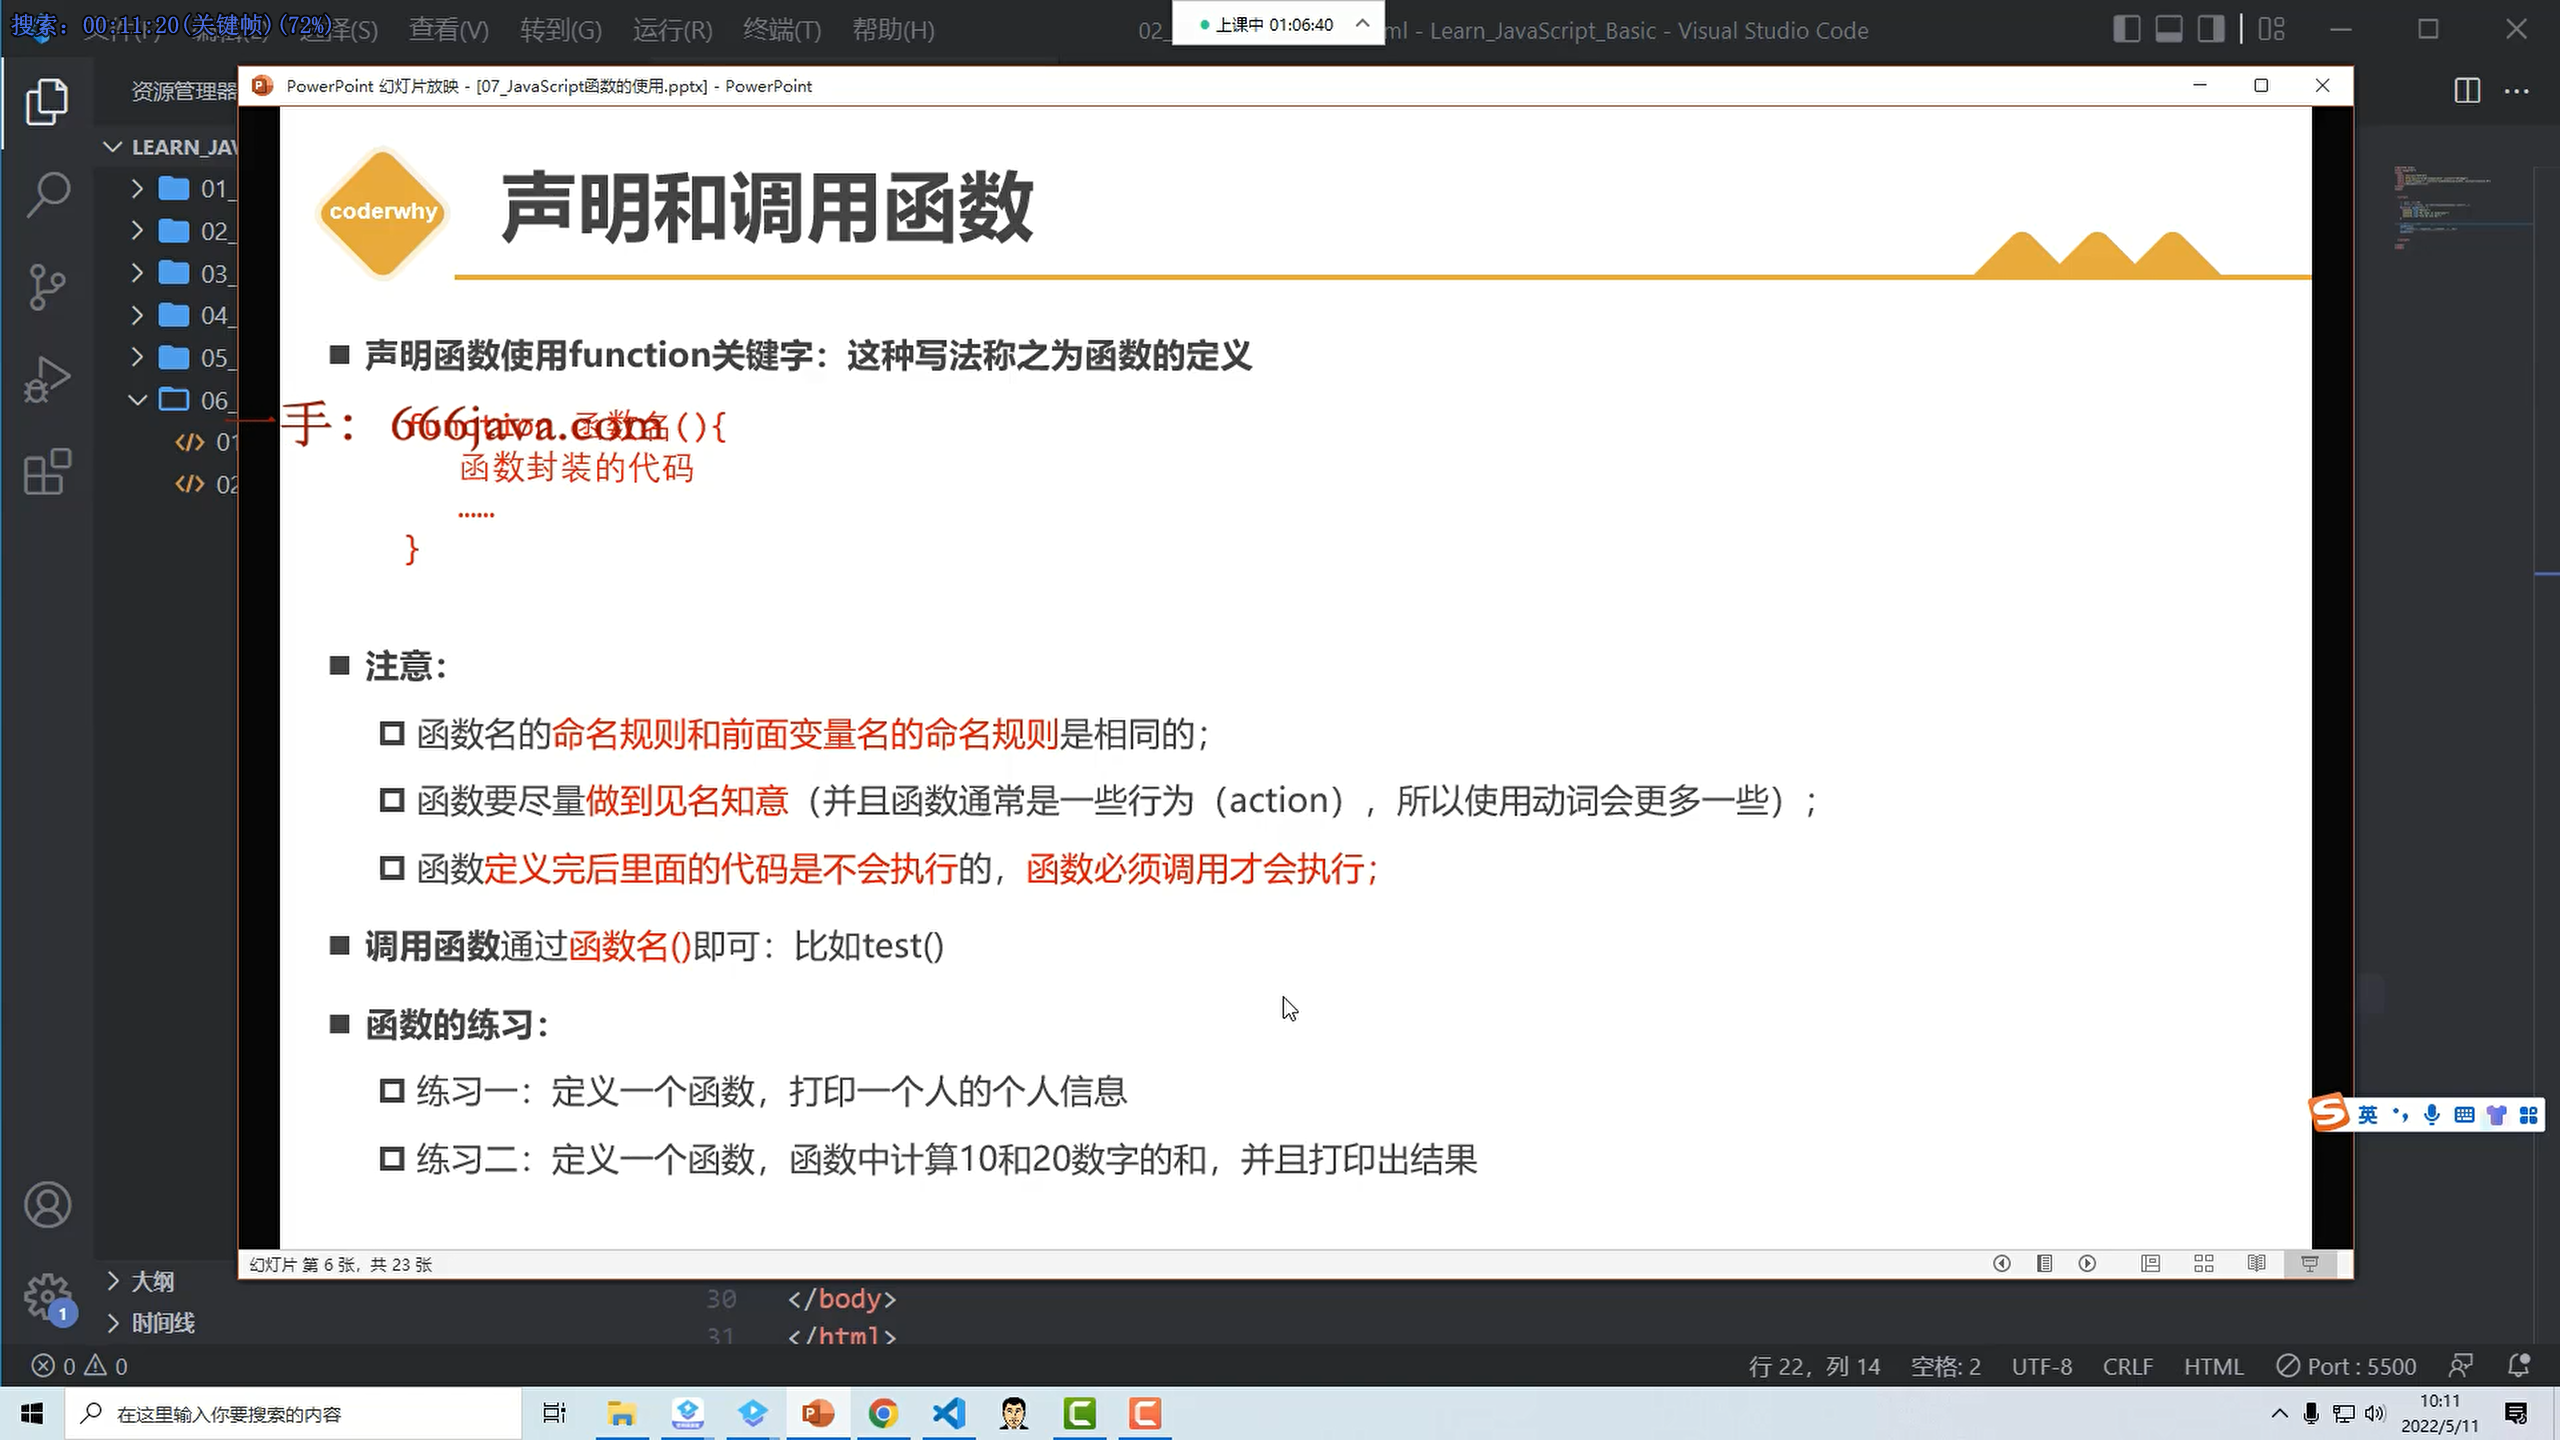 搜索: 00:11:20(关键帧)(72%)
查看(V) 转到(G) 运行(R) 终端(T) 帮助(H)
上课中 01:06:40
ml - Learn_JavaScript_Basic - Visual Studio Code
资源管理器
PowerPoint 幻灯片放映 - [07_JavaScript函数的使用.pptx] - PowerPoint
LEARN_JAV
01_
02_
03_
04_
05_
06_
01
02
coderwhy
声明和调用函数
声明函数使用function关键字：这种写法称之为函数的定义
手： 666java.com
function 函数名(){
函数封装的代码
......
}
注意：
函数名的命名规则和前面变量名的命名规则是相同的；
函数要尽量做到见名知意（并且函数通常是一些行为（action），所以使用动词会更多一些）；
函数定义完后里面的代码是不会执行的，函数必须调用才会执行；
调用函数通过函数名()即可：比如test()
函数的练习：
练习一：定义一个函数，打印一个人的个人信息
练习二：定义一个函数，函数中计算10和20数字的和，并且打印出结果
英
幻灯片 第 6 张，共 23 张
大纲
时间线
1
30 </body>
31 </html>
0 0
行 22，列 14 空格: 2 UTF-8 CRLF HTML Port : 5500
在这里输入你要搜索的内容
10:11
2022/5/11